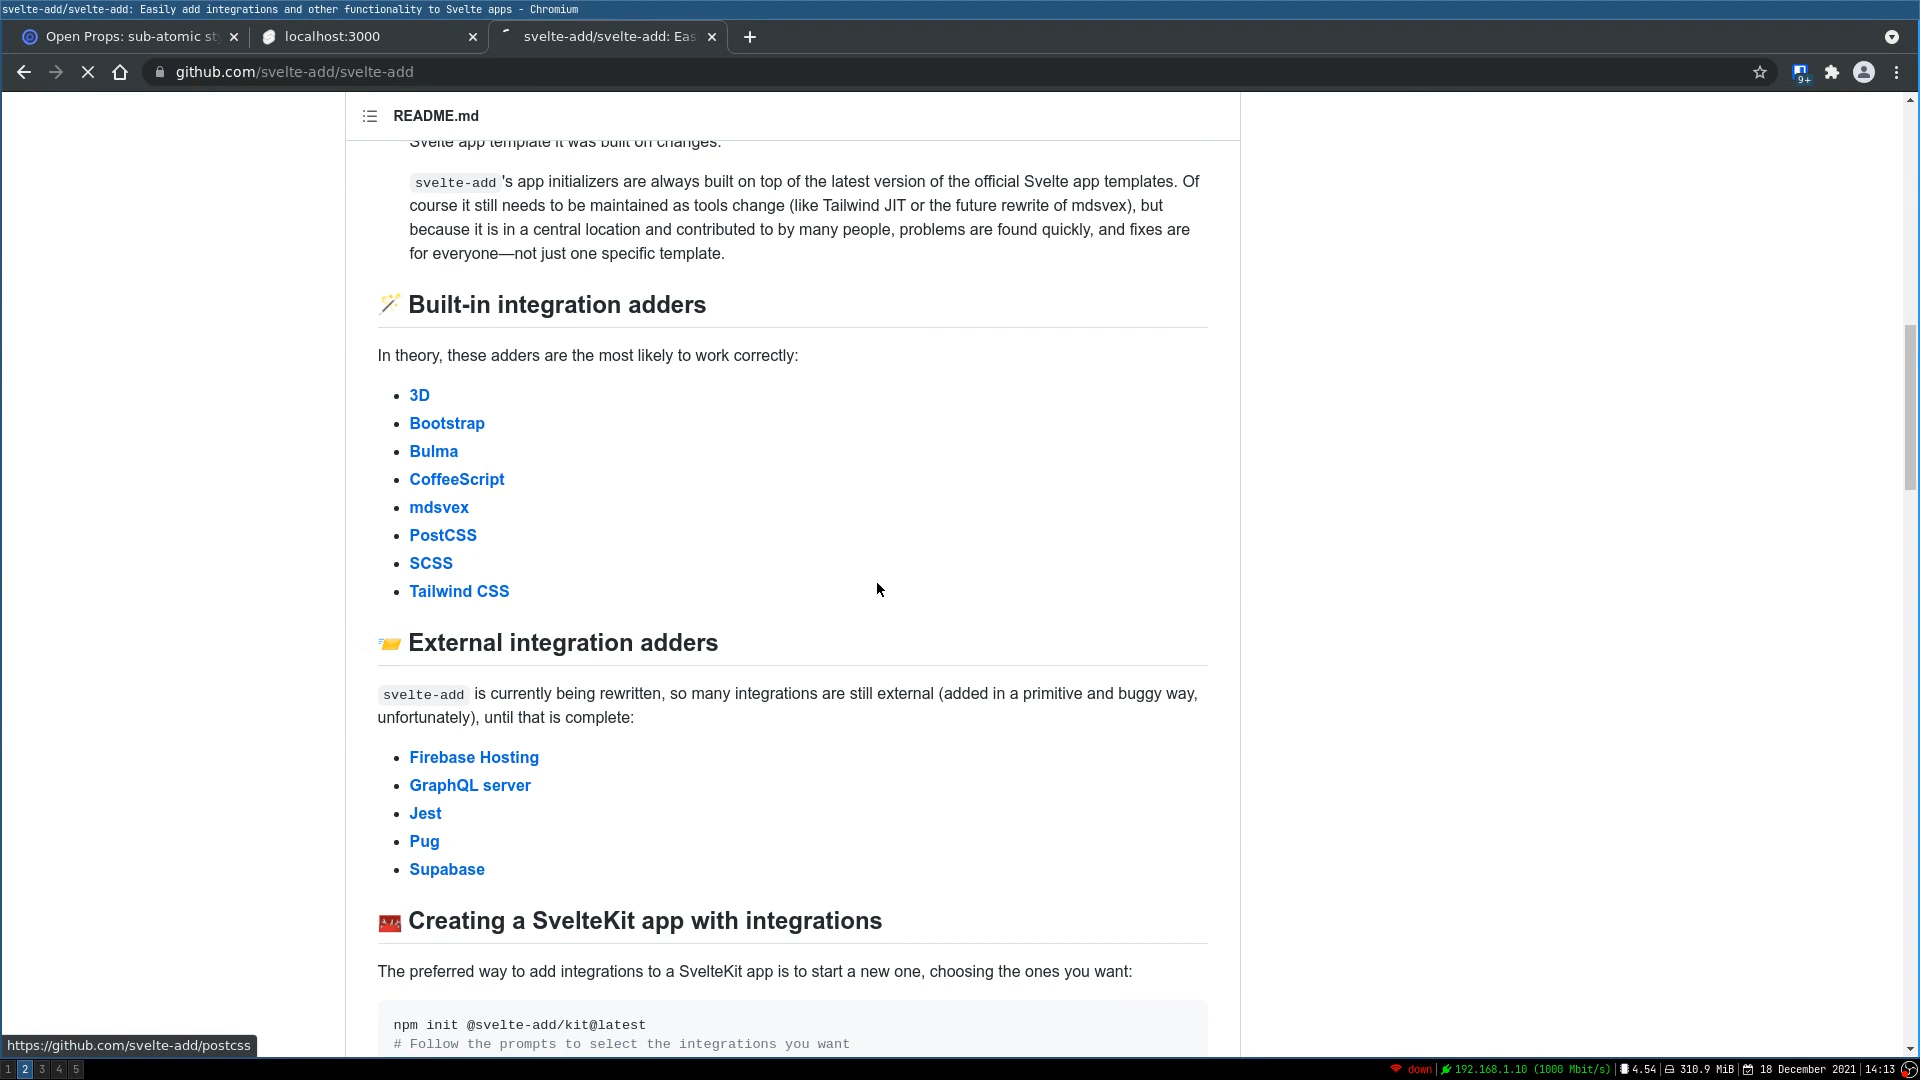 svelte-add/svelte-add: Easily add integrations and other functionality to Svelte apps - Chromium
Open Props: sub-atomic st
localhost:3000
svelte-add/svelte-add: Eas
github.com/svelte-add/svelte-add
9+
README.md
Svelte app template it was built on changes.
svelte-add's app initializers are always built on top of the latest version of the official Svelte app templates. Of
course it still needs to be maintained as tools change (like Tailwind JIT or the future rewrite of mdsvex), but
because it is in a central location and contributed to by many people, problems are found quickly, and fixes are
for everyone—not just one specific template.
Built-in integration adders
In theory, these adders are the most likely to work correctly:
3D
Bootstrap
Bulma
CoffeeScript
mdsvex
PostCSS
SCSS
Tailwind CSS
External integration adders
svelte-add is currently being rewritten, so many integrations are still external (added in a primitive and buggy way,
unfortunately), until that is complete:
Firebase Hosting
GraphQL server
Jest
Pug
Supabase
Creating a SvelteKit app with integrations
The preferred way to add integrations to a SvelteKit app is to start a new one, choosing the ones you want:
npm init @svelte-add/kit@latest
# Follow the prompts to select the integrations you want
https://github.com/svelte-add/postcss
1 2 3 4 5
down 192.168.1.10 (1000 Mbit/s) 4.54 310.9 MiB 18 December 2021 14:13